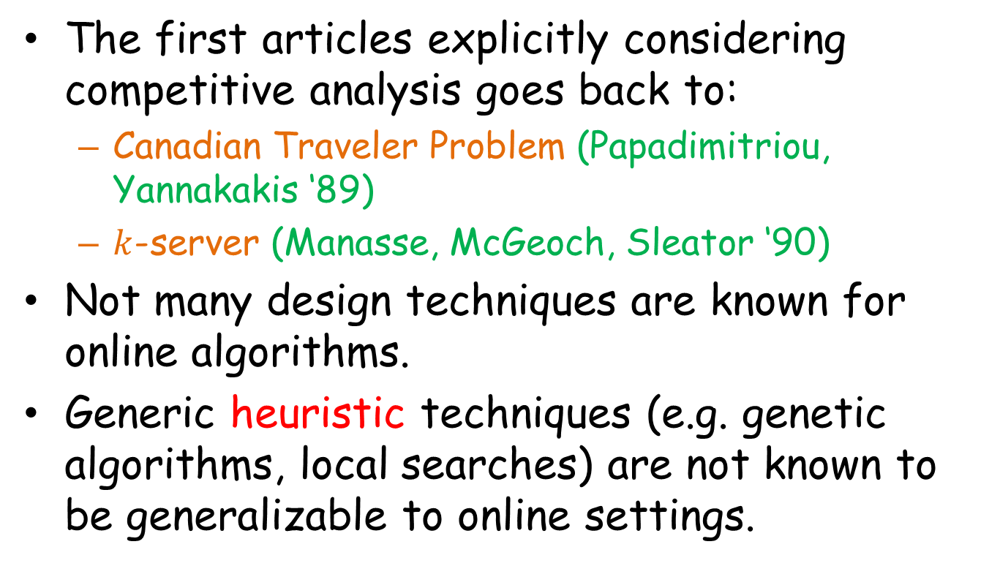 • The first articles explicitly considering
competitive analysis goes back to:
– Canadian Traveler Problem (Papadimitriou,
Yannakakis ‘89)
– k-server (Manasse, McGeoch, Sleator ‘90)
• Not many design techniques are known for
online algorithms.
• Generic heuristic techniques (e.g. genetic
algorithms, local searches) are not known to
be generalizable to online settings.